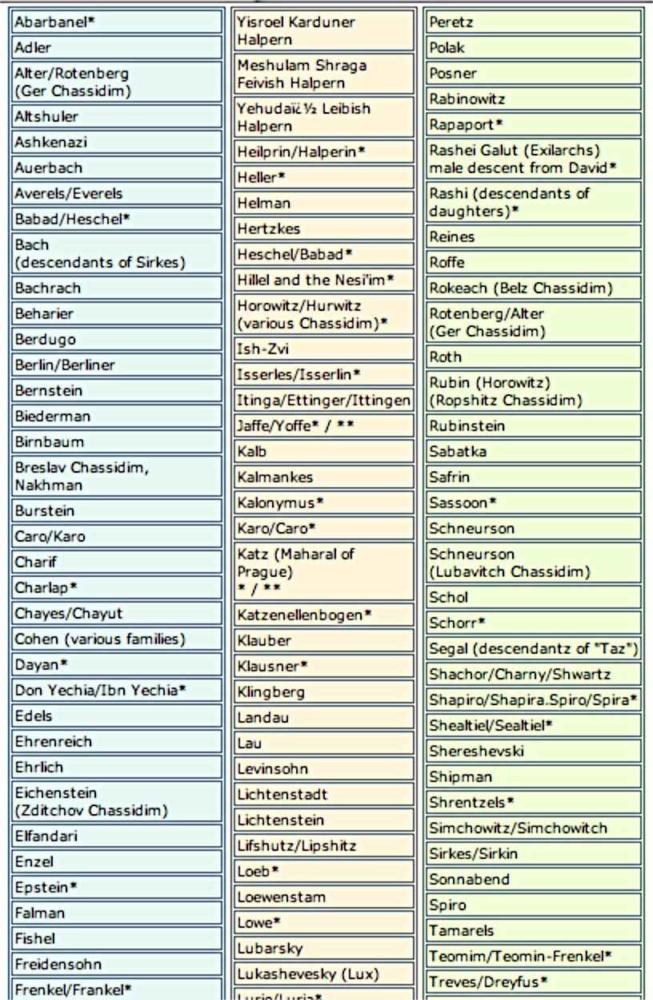 Abarbanel*
Adler
Alter/Rotenberg
(Ger Chassidim)
Altshuler
Ashkenazi
Auerbach
Averels/Everels
Babad/Heschel*
Bach
(descendants of Sirkes)
Bachrach
Beharier
Berdugo
Berlin/Berliner
Bernstein
Biederman
Birnbaum
Breslav Chassidim,
Nakhman
Burstein
Caro/Karo
Charif
Charlap*
Chayes/Chayut
Cohen (various families)
Dayan*
Don Yechia/Ibn Yechia*
Edels
Ehrenreich
Ehrlich
Eichenstein
(Zditchov Chassidim)
Elfandari
Enzel
Epstein*
Falman
Fishel
Freidensohn
Frenkel/Frankel*
Yisroel Karduner
Halpern
Meshulam Shraga
Feivish Halpern
Yehudaï¿½ Leibish
Halpern
Heilprin/Halperin*
Heller*
Helman
Hertzkes
Heschel/Babad*
Hillel and the Nesi'im*
Horowitz/Hurwitz
(various Chassidim)*
Ish-Zvi
Isserles/Isserlin*
Itinga/Ettinger/Ittingen
Jaffe/Yoffe* / **
Kalb
Kalmankes
Kalonymus*
Karo/Caro*
Katz (Maharal of
Prague)
* / **
Katzenellenbogen*
Klauber
Klausner*
Klingberg
Landau
Lau
Levinsohn
Lichtenstadt
Lichtenstein
Lifshutz/Lipshitz
Loeb*
Loewenstam
Lowe*
Lubarsky
Lukashevesky (Lux)
Luria/Luria*
Peretz
Polak
Posner
Rabinowitz
Rapaport*
Rashei Galut (Exilarchs)
male descent from David*
Rashi (descendants of
daughters)*
Reines
Roffe
Rokeach (Belz Chassidim)
Rotenberg/Alter
(Ger Chassidim)
Roth
Rubin (Horowitz)
(Ropshitz Chassidim)
Rubinstein
Sabatka
Safrin
Sassoon*
Schneurson
Schneurson
(Lubavitch Chassidim)
Schol
Schorr*
Segal (descendantz of "Taz")
Shachor/Charny/Shwartz
Shapiro/Shapira.Spiro/Spira*
Shealtiel/Sealtiel*
Shereshevski
Shipman
Shrentzels*
Simchowitz/Simchowitch
Sirkes/Sirkin
Sonnabend
Spiro
Tamarels
Teomim/Teomin-Frenkel*
Treves/Dreyfus*